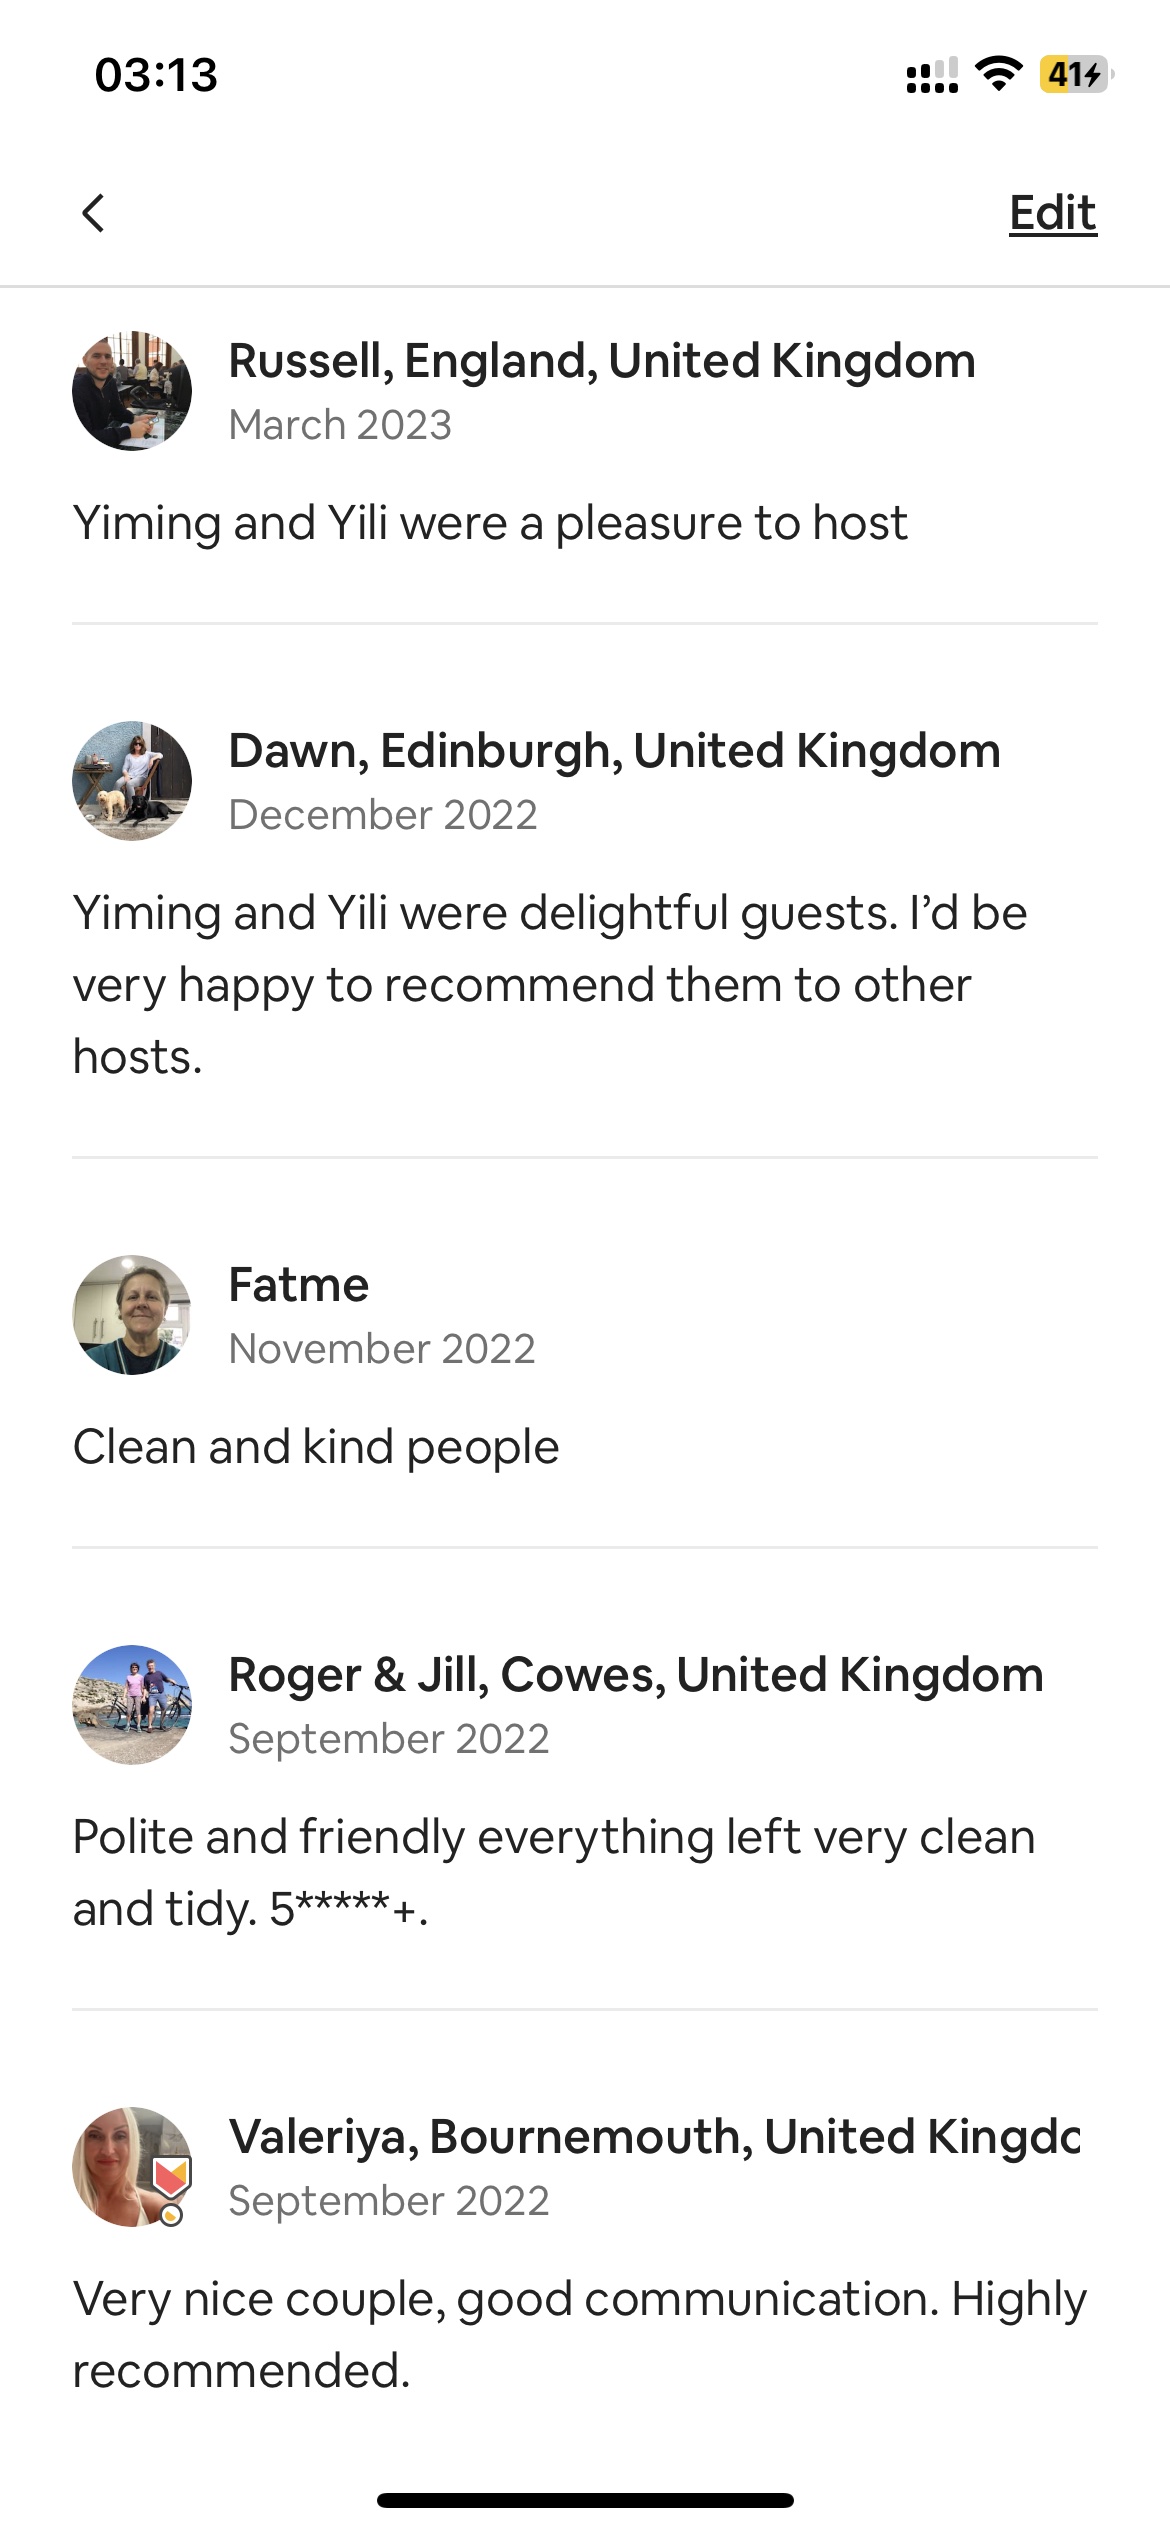 03:13
41
Edit
Russell, England, United Kingdom
March 2023
Yiming and Yili were a pleasure to host
Dawn, Edinburgh, United Kingdom
December 2022
Yiming and Yili were delightful guests. I’d be
very happy to recommend them to other
hosts.
Fatme
November 2022
Clean and kind people
Roger & Jill, Cowes, United Kingdom
September 2022
Polite and friendly everything left very clean
and tidy. 5*****+.
Valeriya, Bournemouth, United Kingdo
September 2022
Very nice couple, good communication. Highly
recommended.